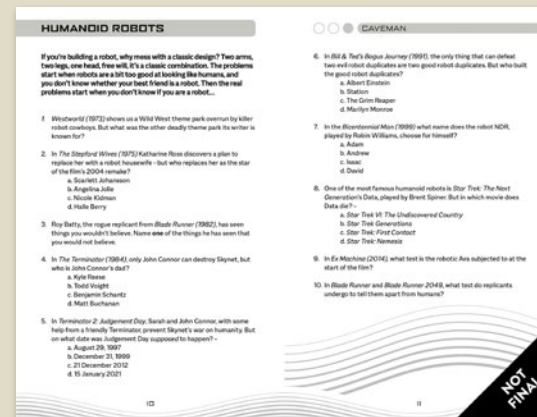 HUMANOID ROBOTS
If you're building a robot, why mess with a classic design? Two arms,
two legs, one head, free will, it's a classic combination. The problems
start when robots are a bit too good at looking like humans, and
you don't know whether your best friend is a robot. Then the real
problems start when you don't know if you are a robot...
1. Westworld (1973) shows us a Wild West theme park overrun by killer
robot cowboys. But what was the other deadly theme park its writer is
known for?
2. In The Stepford Wives (1975) Katharine Ross discovers a plan to
replace her with a robot housewife - but who replaces her as the star
of the film's 2004 remake?
a. Scarlett Johansson
b. Angelina Jolie
c. Nicole Kidman
d. Halle Berry
3. Roy Batty, the rogue replicant from Blade Runner (1982), has seen
things you wouldn't believe. Name one of the things he has seen that
you would not believe.
4. In The Terminator (1984), only John Connor can destroy Skynet, but
who is John Connor's dad?
a. Kyle Reese
b. Todd Voight
c. Benjamin Schantz
d. Matt Buchanan
5. In Terminator 2: Judgement Day, Sarah and John Connor, with some
help from a friendly Terminator, prevent Skynet's war on humanity. But
on what date was Judgement Day supposed to happen? -
a. August 29, 1997
b. December 31, 1999
c. 21 December 2012
d. 15 January 2021
10
CAVEMAN
6. In Bill & Ted's Bogus Journey (1991), the only thing that can defeat
two evil robot duplicates are two good robot duplicates. But who built
the good robot duplicates?
a. Albert Einstein
b. Station
c. The Grim Reaper
d. Marilyn Monroe
7. In the Bicentennial Man (1999) what name does the robot NDR,
played by Robin Williams, choose for himself?
a. Adam
b. Andrew
c. Isaac
d. David
8. One of the most famous humanoid robots is Star Trek: The Next
Generation's Data, played by Brent Spiner. But in which movie does
Data die? -
a. Star Trek VI: The Undiscovered Country
b. Star Trek Generations
c. Star Trek: First Contact
d. Star Trek: Nemesis
9. In Ex Machina (2014), what test is the robotic Ava subjected to at the
start of the film?
10. In Blade Runner and Blade Runner 2049, what test do replicants
undergo to tell them apart from humans?
11
NOT
FINAL